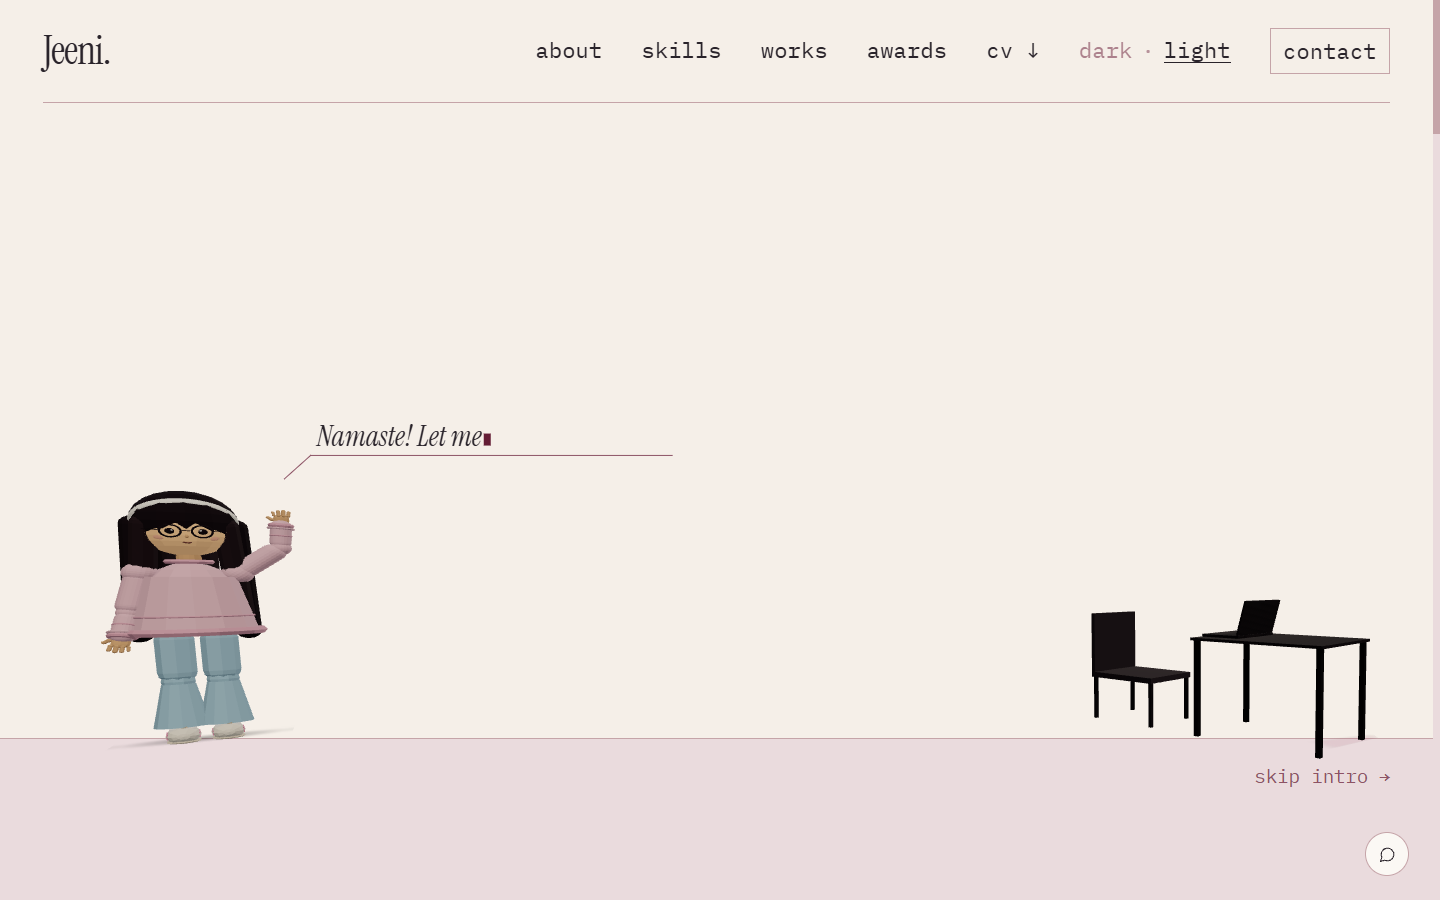 Jeeni.
about
skills
works
awards
cv ↓
dark · light
contact
Namaste! Let me
skip intro →